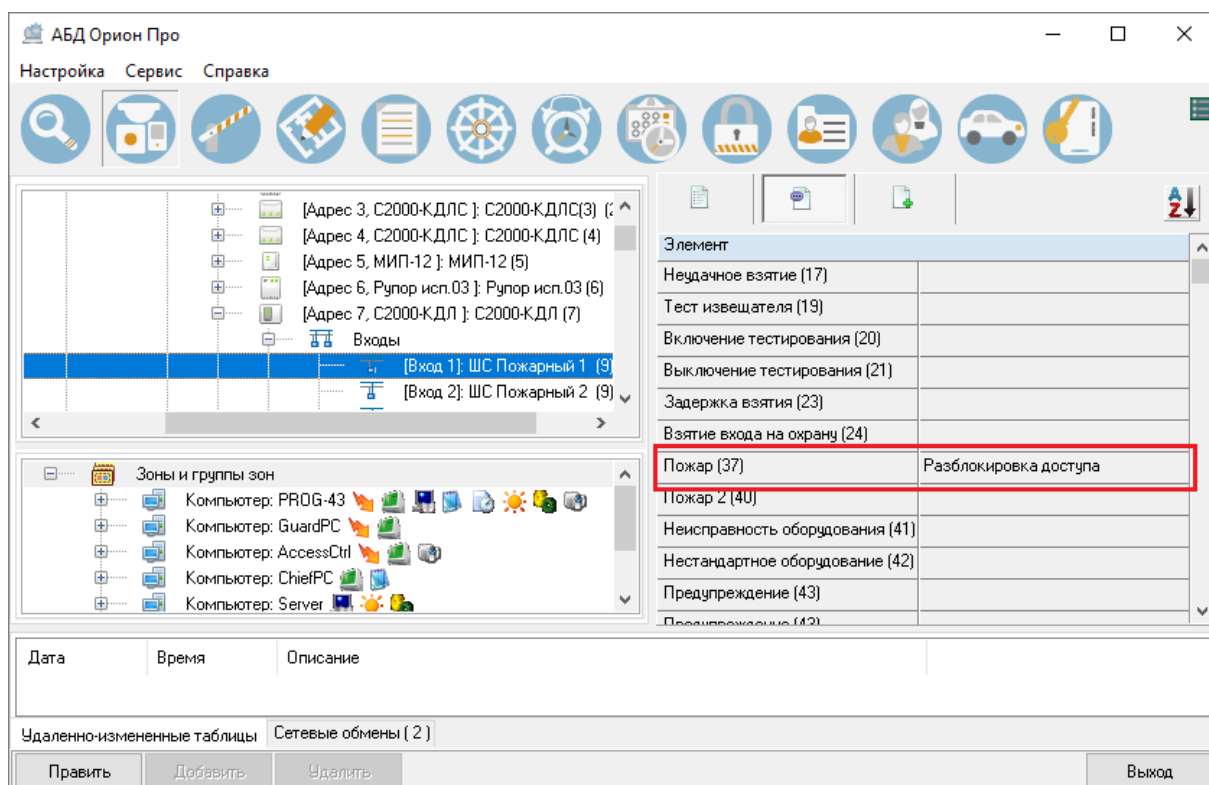 АБД Орион Про
Настройка Сервис Справка
[Адрес 3, С2000-КДЛС ]: С2000-КДЛС(3)
[Адрес 4, С2000-КДЛС ]: С2000-КДЛС (4)
[Адрес 5, МИП-12 ]: МИП-12 (5)
[Адрес 6, Рупор исп.03 ]: Рупор исп.03 (6)
[Адрес 7, С2000-КДЛ ]: С2000-КДЛ (7)
Входы
[Вход 1]: ШС Пожарный 1 (9)
[Вход 2]: ШС Пожарный 2 (9)
Зоны и группы зон
Компьютер: PROG-43
Компьютер: GuardPC
Компьютер: AccessCtrl
Компьютер: ChiefPC
Компьютер: Server
Элемент
Неудачное взятие (17)
Тест извещателя (19)
Включение тестирования (20)
Выключение тестирования (21)
Задержка взятия (23)
Взятие входа на охрану (24)
Пожар (37) Разблокировка доступа
Пожар 2 (40)
Неисправность оборудования (41)
Нестандартное оборудование (42)
Предупреждение (43)
Дата Время Описание
Удаленно-измененные таблицы Сетевые обмены ( 2 )
Править Добавить Удалить Выход